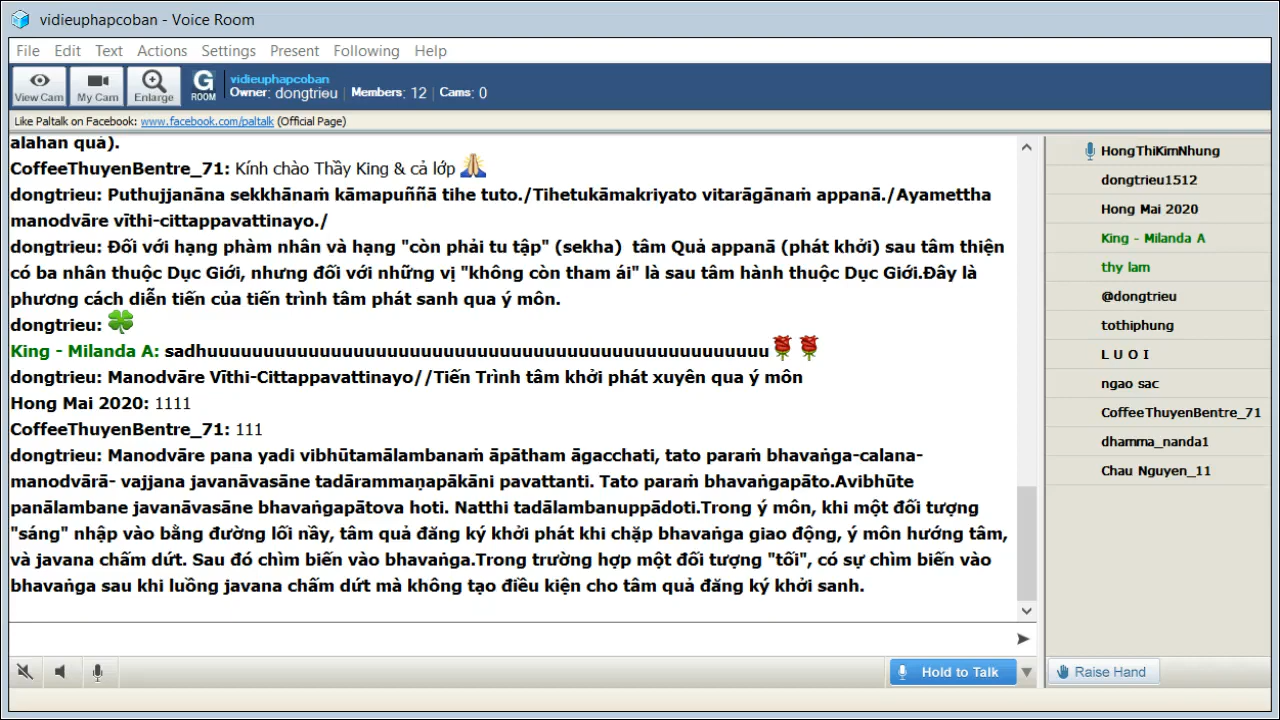 vidieuphapcoban - Voice Room
File Edit Text Actions Settings Present Following Help
View Cam My Cam Enlarge G ROOM
vidieuphapcoban
Owner: dongtrieu | Members: 12 | Cams: 0
Like Paltalk on Facebook: www.facebook.com/paltalk (Official Page)
alahan quả).
CoffeeThuyenBentre_71: Kính chào Thầy King & cả lớp
dongtrieu: Puthujjanāna sekkhānaṁ kāmapuññā tihe tuto./Tihetukāmakriyato vitarāgānaṁ appanā./Ayamettha
manodvāre vīthi-cittappavattinayo./
dongtrieu: Đối với hạng phàm nhân và hạng "còn phải tu tập" (sekha) tâm Quả appanā (phát khởi) sau tâm thiện
có ba nhân thuộc Dục Giới, nhưng đối với những vị "không còn tham ái" là sau tâm hành thuộc Dục Giới.Đây là
phương cách diễn tiến của tiến trình tâm phát sanh qua ý môn.
dongtrieu:
King - Milanda A: sadhuuuuuuuuuuuuuuuuuuuuuuuuuuuuuuuuuuuuuuuuuuuuuuuuuu
dongtrieu: Manodvāre Vīthi-Cittappavattinayo//Tiến Trình tâm khởi phát xuyên qua ý môn
Hong Mai 2020: 1111
CoffeeThuyenBentre_71: 111
dongtrieu: Manodvāre pana yadi vibhūtamālambanaṁ āpātham āgacchati, tato paraṁ bhavaṅga-calana-
manodvārā- vajjana javanāvasāne tadārammaṇapākāni pavattanti. Tato paraṁ bhavaṅgapāto.Avibhūte
panālambane javanāvasāne bhavaṅgapātova hoti. Natthi tadālambanuppādoti.Trong ý môn, khi một đối tượng
"sáng" nhập vào bằng đường lối nầy, tâm quả đăng ký khởi phát khi chặp bhavaṅga giao động, ý môn hướng tâm,
và javana chấm dứt. Sau đó chìm biến vào bhavaṅga.Trong trường hợp một đối tượng "tối", có sự chìm biến vào
bhavaṅga sau khi luồng javana chấm dứt mà không tạo điều kiện cho tâm quả đăng ký khởi sanh.
HongThiKimNhung
dongtrieu1512
Hong Mai 2020
King - Milanda A
thy lam
@dongtrieu
tothiphung
L U O I
ngao sac
CoffeeThuyenBentre_71
dhamma_nanda1
Chau Nguyen_11
Hold to Talk
Raise Hand